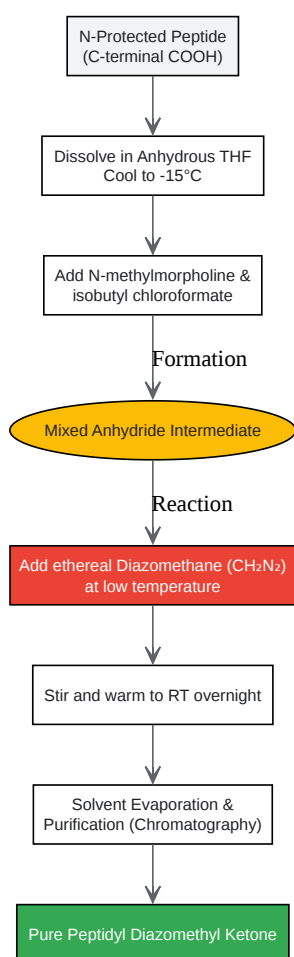 N-Protected Peptide
(C-terminal COOH)
Dissolve in Anhydrous THF
Cool to -15°C
Add N-methylmorpholine &
isobutyl chloroformate
Formation
Mixed Anhydride Intermediate
Reaction
Add ethereal Diazomethane (CH₂N₂)
at low temperature
Stir and warm to RT overnight
Solvent Evaporation &
Purification (Chromatography)
Pure Peptidyl Diazomethyl Ketone